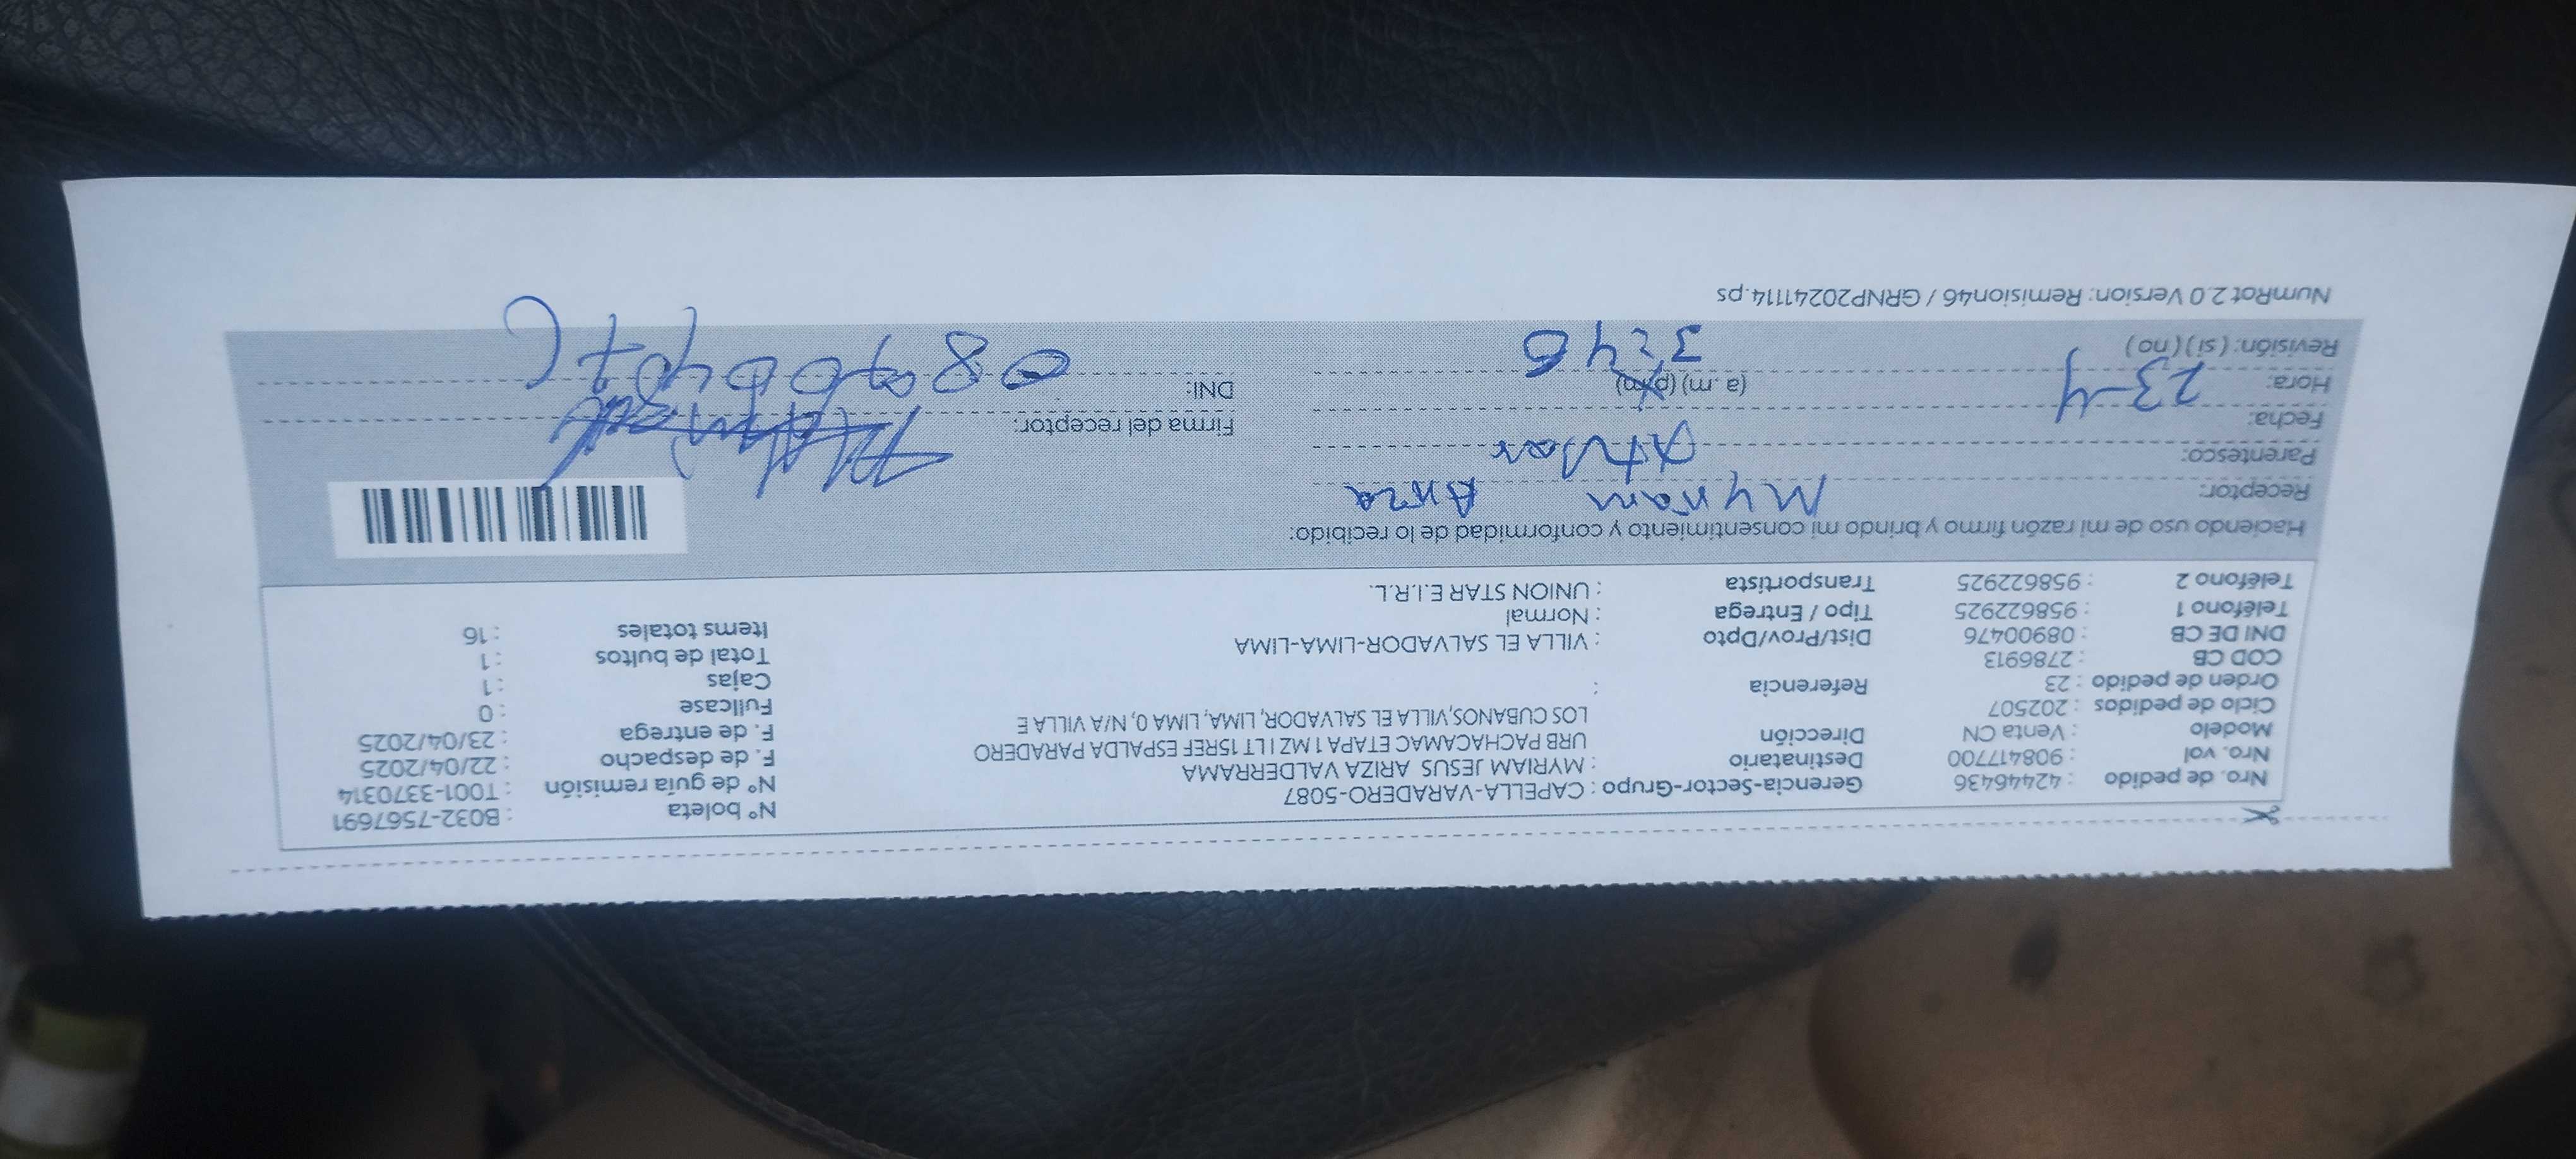 Nro. de pedido : 42446436 Gerencia-Sector-Grupo : CAPELLA-VARADERO-5087 N° boleta : B032-7567691
Nro. vol : 908417700 Destinatario : MYRIAM JESUS ARIZA VALDERRAMA N° de guía remisión : T001-3370314
Modelo : Venta CN Dirección URB PACHACAMAC ETAPA 1 MZ I LT 15REF ESPALDA PARADERO F. de despacho : 22/04/2025
Ciclo de pedidos : 202507 LOS CUBANOS,VILLA EL SALVADOR, LIMA, LIMA 0, N/A VILLA E F. de entrega : 23/04/2025
Orden de pedido : 23 Referencia : Fullcase : 0
COD CB : 2786913 Cajas : 1
DNI DE CB : 08900476 Dist/Prov/Dpto : VILLA EL SALVADOR-LIMA-LIMA Total de bultos : 1
Teléfono 1 : 958622925 Tipo / Entrega : Normal Items totales : 16
Teléfono 2 : 958622925 Transportista : UNION STAR E.I.R.L.
Haciendo uso de mi razón firmo y brindo mi consentimiento y conformidad de lo recibido:
Receptor: Myriam Ariza
Parentesco: titular
Fecha: 23-4 Firma del receptor:
Hora: (a. m) (p.m) 3:46 DNI:
Revisión: ( si ) ( no )
NumRot 2.0 Version: Remision46 / GRNP20241114.ps